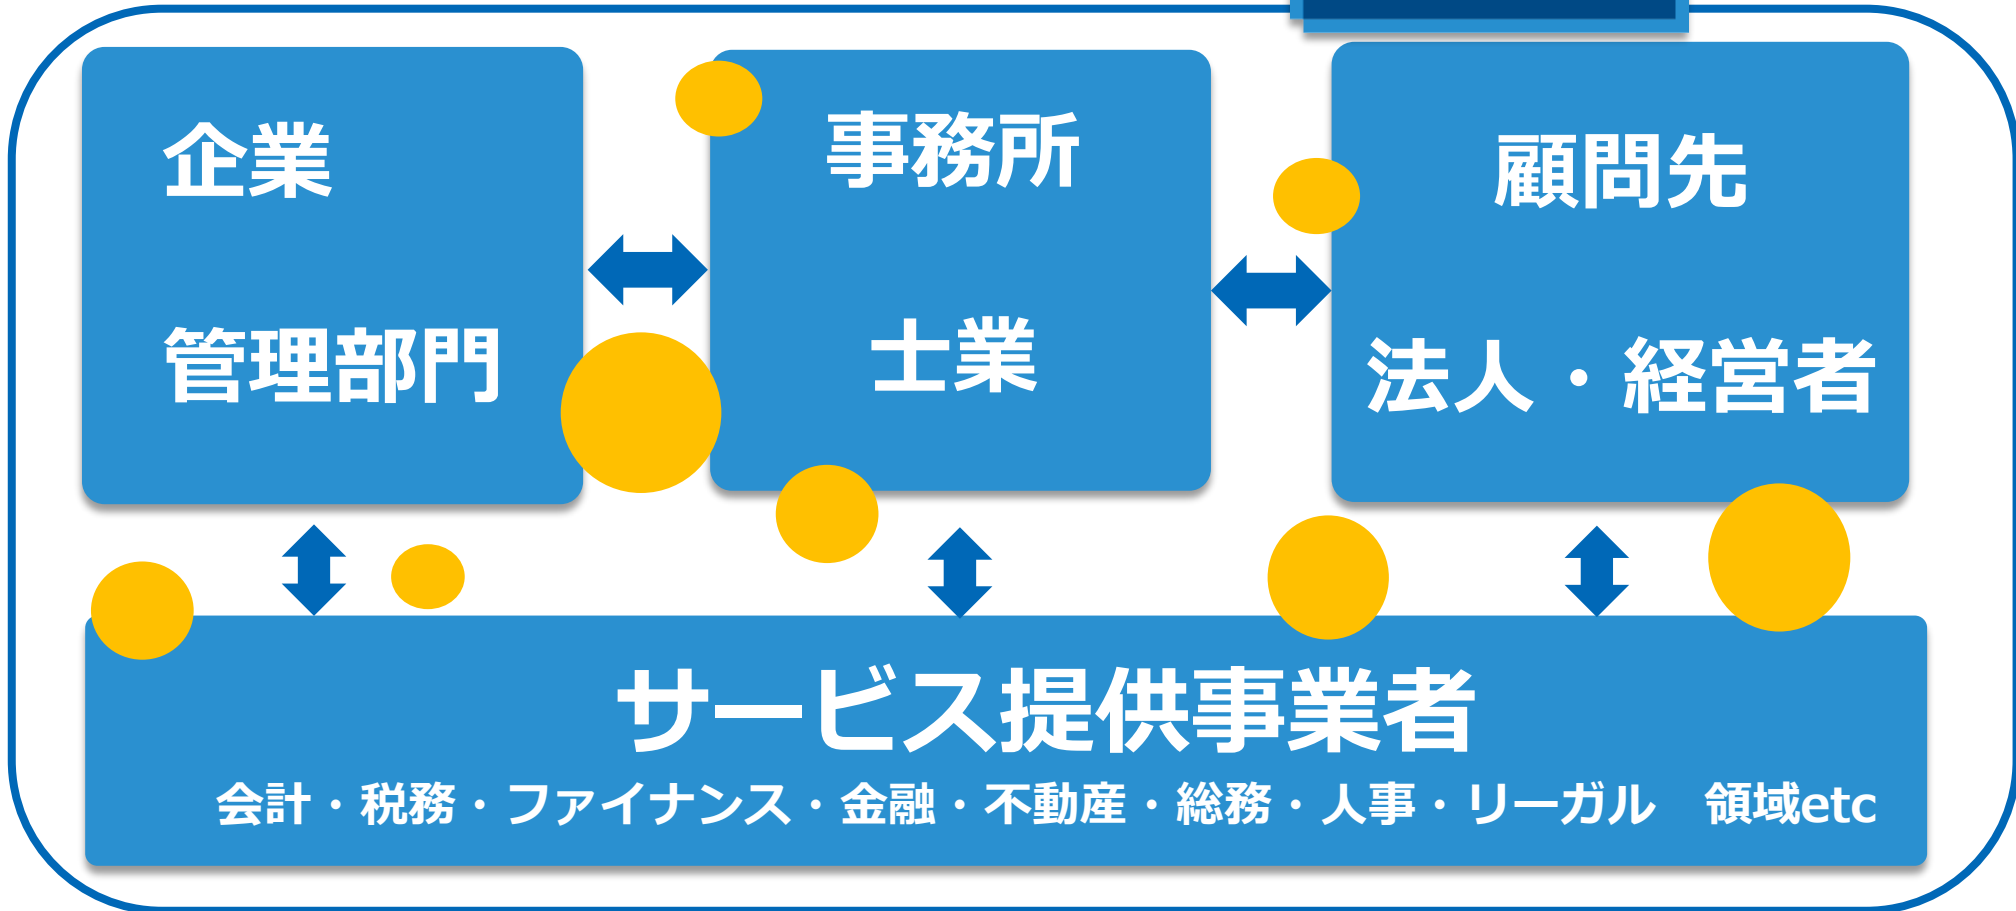 企業
管理部門
事務所
士業
顧問先
法人・経営者
サービス提供事業者
会計・税務・ファイナンス・金融・不動産・総務・人事・リーガル　領域etc